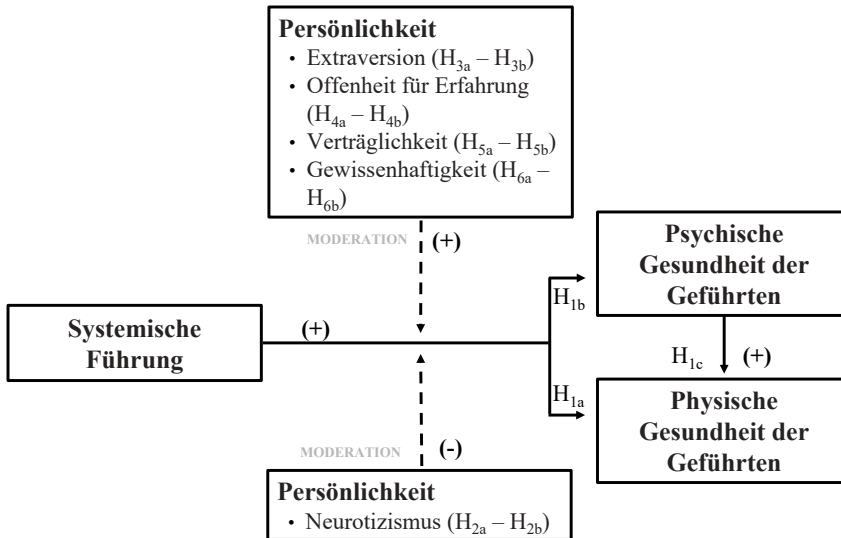 Persönlichkeit
• Extraversion (H3a – H3b)
• Offenheit für Erfahrung
(H4a – H4b)
• Verträglichkeit (H5a – H5b)
• Gewissenhaftigkeit (H6a –
H6b)
MODERATION (+)
Psychische
Gesundheit der
Geführten
Systemische
Führung
(+)
H1b
H1c (+)
H1a
Physische
Gesundheit der
Geführten
MODERATION (-)
Persönlichkeit
• Neurotizismus (H2a – H2b)